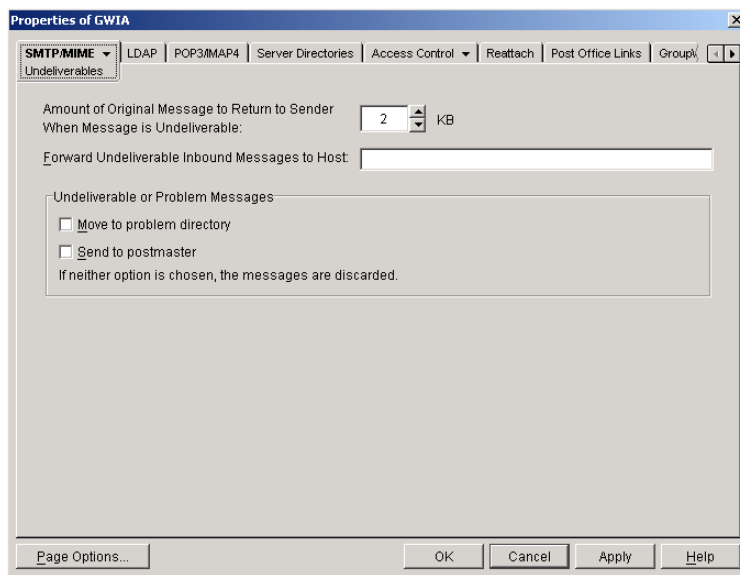 Properties of GWIA
SMTP/MIME LDAP POP3/IMAP4 Server Directories Access Control Reattach Post Office Links
Undeliverables
Amount of Original Message to Return to Sender
When Message is Undeliverable:
2 KB
Forward Undeliverable Inbound Messages to Host:
Undeliverable or Problem Messages
Move to problem directory
Send to postmaster
If neither option is chosen, the messages are discarded.
Page Options... OK Cancel Apply Help